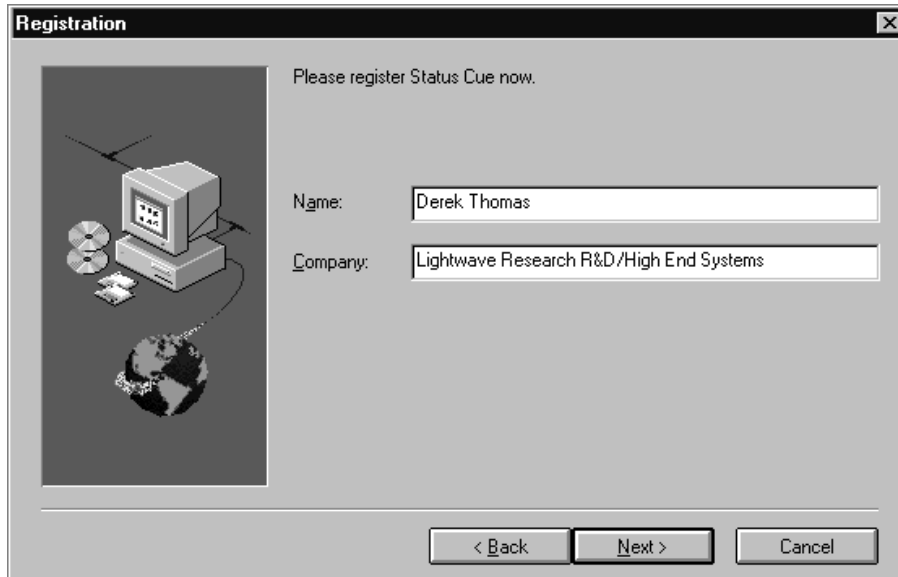 Registration
Please register Status Cue now.
Name: Derek Thomas
Company: Lightwave Research R&D/High End Systems
< Back Next > Cancel